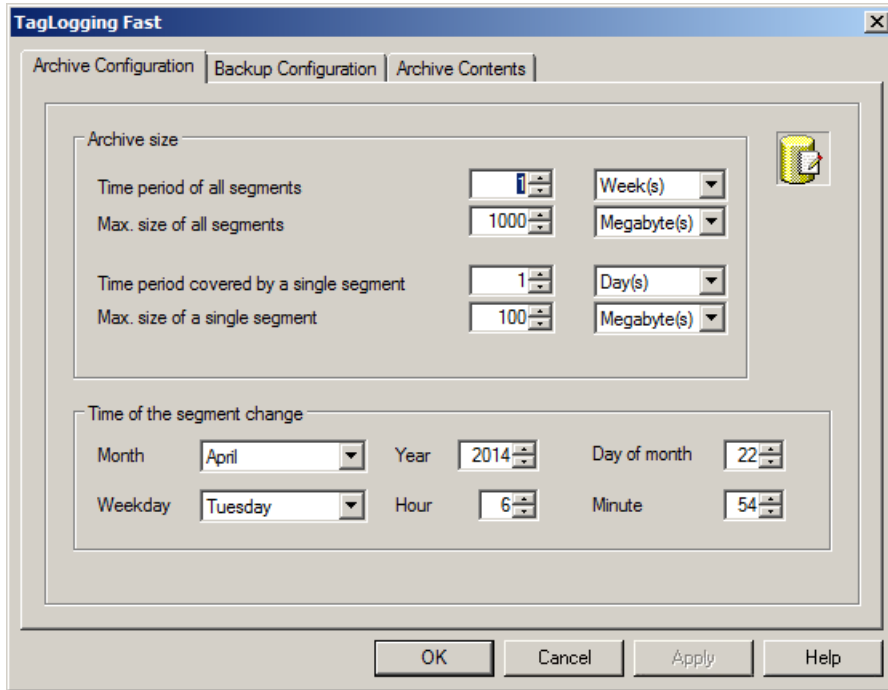 TagLogging Fast
Archive Configuration Backup Configuration Archive Contents
Archive size
Time period of all segments 1 Week(s)
Max. size of all segments 1000 Megabyte(s)
Time period covered by a single segment 1 Day(s)
Max. size of a single segment 100 Megabyte(s)
Time of the segment change
Month April Year 2014 Day of month 22
Weekday Tuesday Hour 6 Minute 54
OK Cancel Apply Help